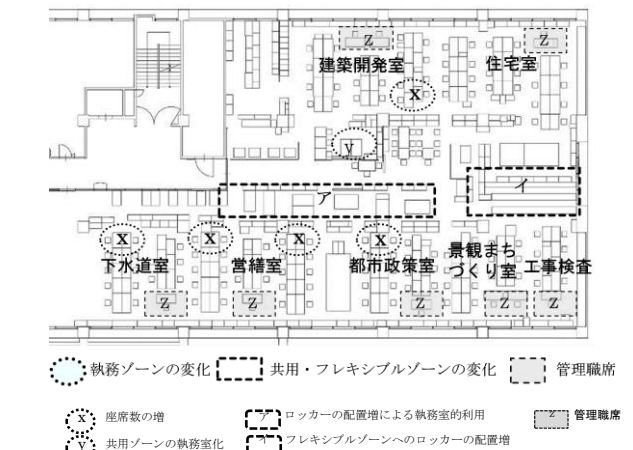 z
z
建築開発室
住宅室
x
y
ア
イ
x
x
x
x
下水道室
営繕室
都市政策室
景観まち
づくり室
工事検査
z
z
z
z
z
執務ゾーンの変化
共用・フレキシブルゾーンの変化
管理職席
x 座席数の増
ア ロッカーの配置増による執務室的利用
z 管理職席
y 共用ゾーンの執務室化
イ フレキシブルゾーンへのロッカーの配置増